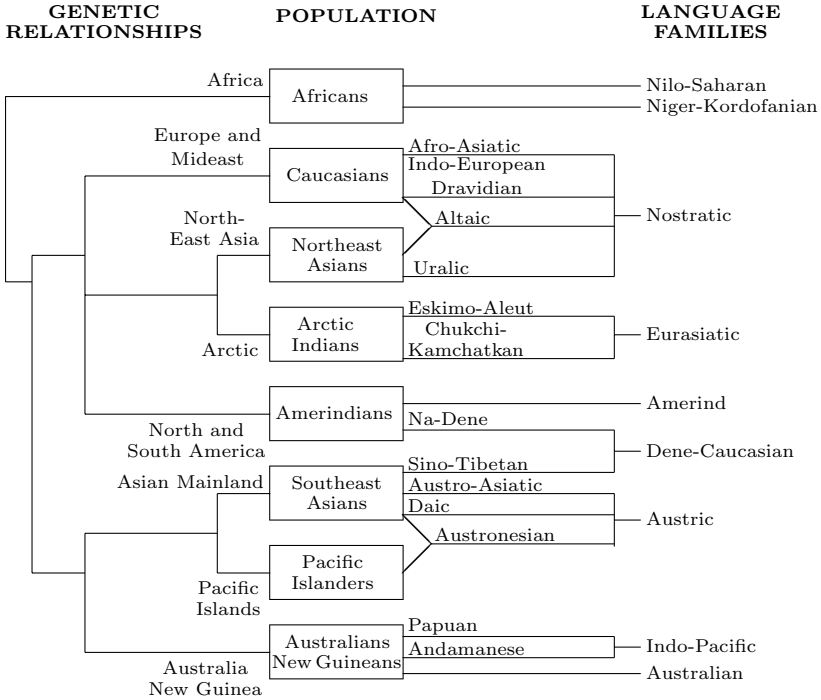 GENETIC
RELATIONSHIPS
POPULATION
LANGUAGE
FAMILIES
Africa
Africans
Nilo-Saharan
Niger-Kordofanian
Europe and
Mideast
Caucasians
Afro-Asiatic
Indo-European
Dravidian
Altaic
Nostratic
North-
East Asia
Northeast
Asians
Uralic
Arctic
Arctic
Indians
Eskimo-Aleut
Chukchi-
Kamchatkan
Eurasiatic
North and
South America
Amerindians
Amerind
Na-Dene
Dene-Caucasian
Asian Mainland
Southeast
Asians
Sino-Tibetan
Austro-Asiatic
Daic
Austronesian
Austric
Pacific
Islands
Pacific
Islanders
Australia
New Guinea
Australians
New Guineans
Papuan
Andamanese
Indo-Pacific
Australian